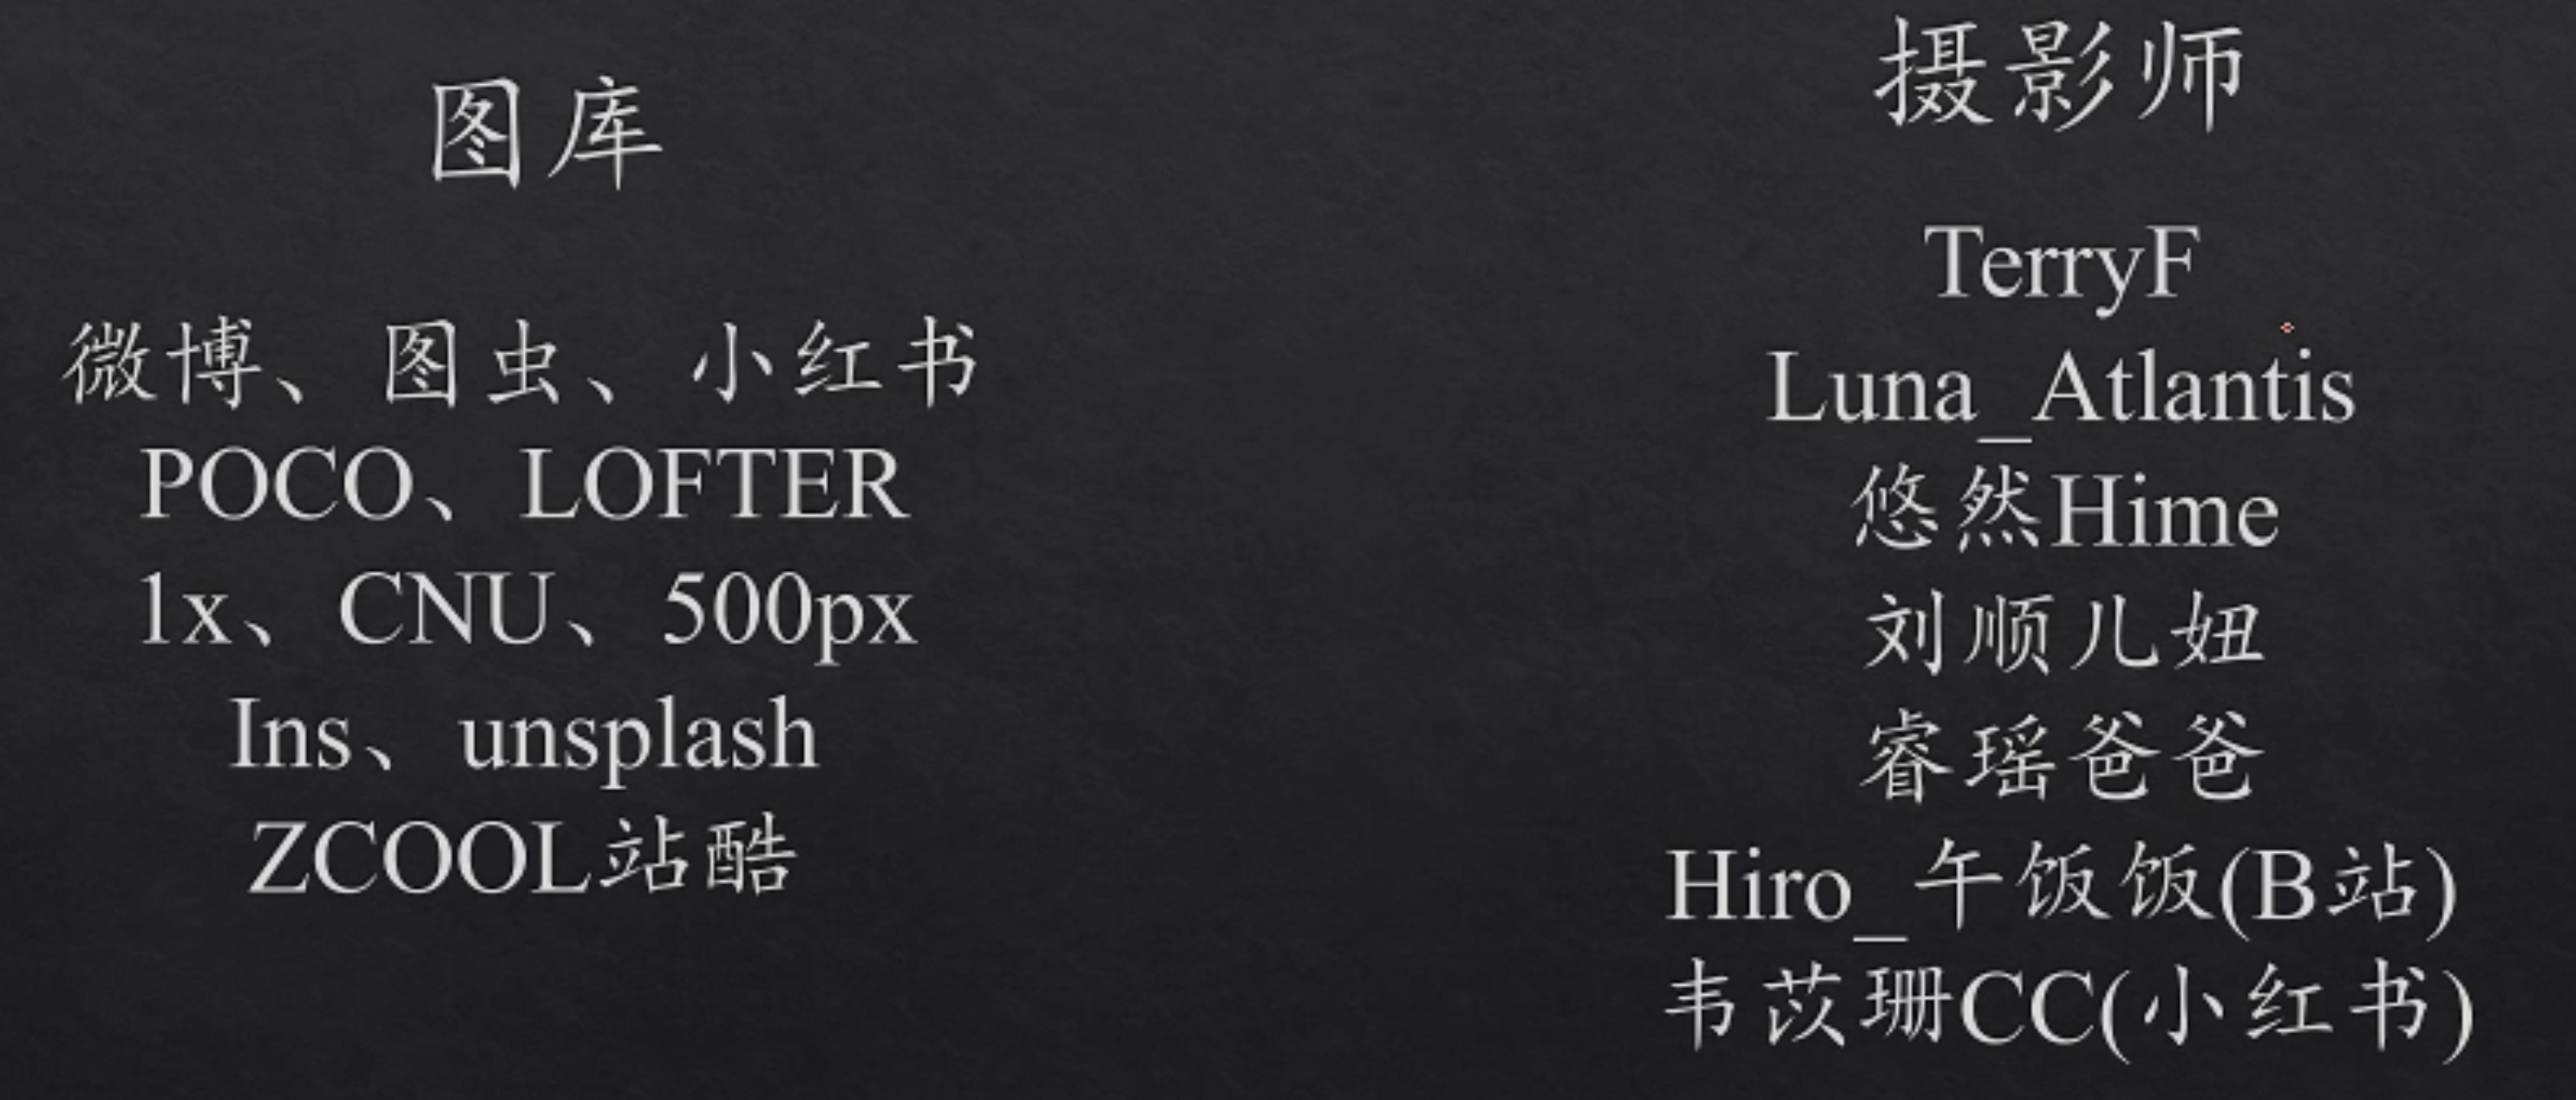 图库
微博、图虫、小红书
POCO、LOFTER
1x、CNU、500px
Ins、unsplash
ZCOOL站酷
摄影师
TerryF
Luna_Atlantis
悠然Hime
刘顺儿妞
睿瑶爸爸
Hiro_午饭饭(B站)
韦苡珊CC(小红书)